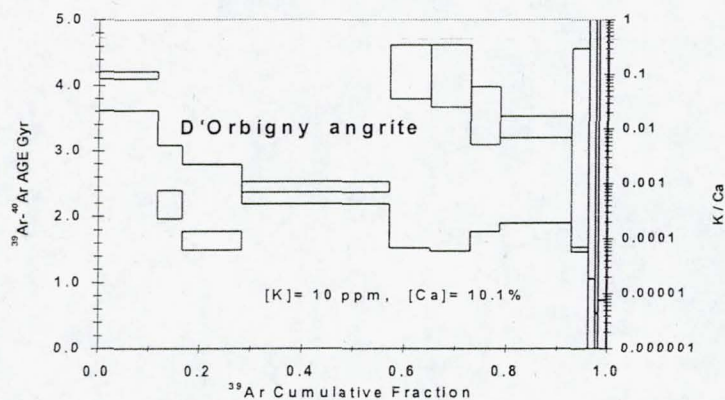 5.0
4.0
3.0
2.0
1.0
0.0
³⁹Ar-⁴⁰Ar AGE Gyr
D'Orbigny angrite
[K]= 10 ppm, [Ca]= 10.1%
1
0.1
0.01
0.001
0.0001
0.00001
0.000001
K / Ca
0.0 0.2 0.4 0.6 0.8 1.0
³⁹Ar Cumulative Fraction